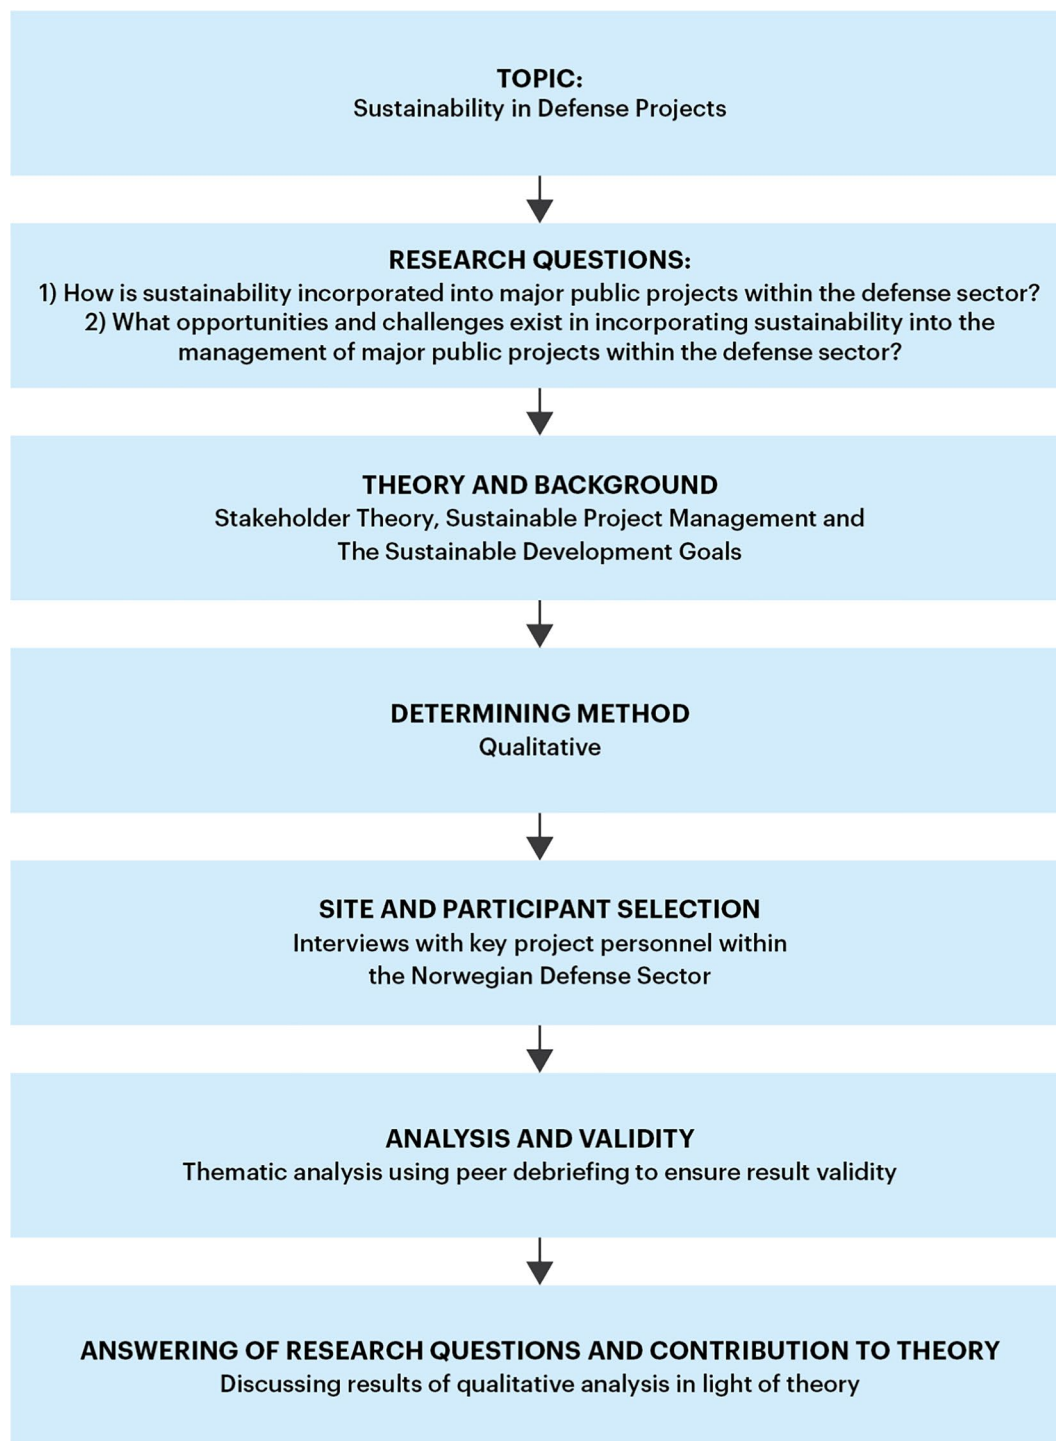 TOPIC:
Sustainability in Defense Projects
RESEARCH QUESTIONS:
1) How is sustainability incorporated into major public projects within the defense sector?
2) What opportunities and challenges exist in incorporating sustainability into the
management of major public projects within the defense sector?
THEORY AND BACKGROUND
Stakeholder Theory, Sustainable Project Management and
The Sustainable Development Goals
DETERMINING METHOD
Qualitative
SITE AND PARTICIPANT SELECTION
Interviews with key project personnel within
the Norwegian Defense Sector
ANALYSIS AND VALIDITY
Thematic analysis using peer debriefing to ensure result validity
ANSWERING OF RESEARCH QUESTIONS AND CONTRIBUTION TO THEORY
Discussing results of qualitative analysis in light of theory